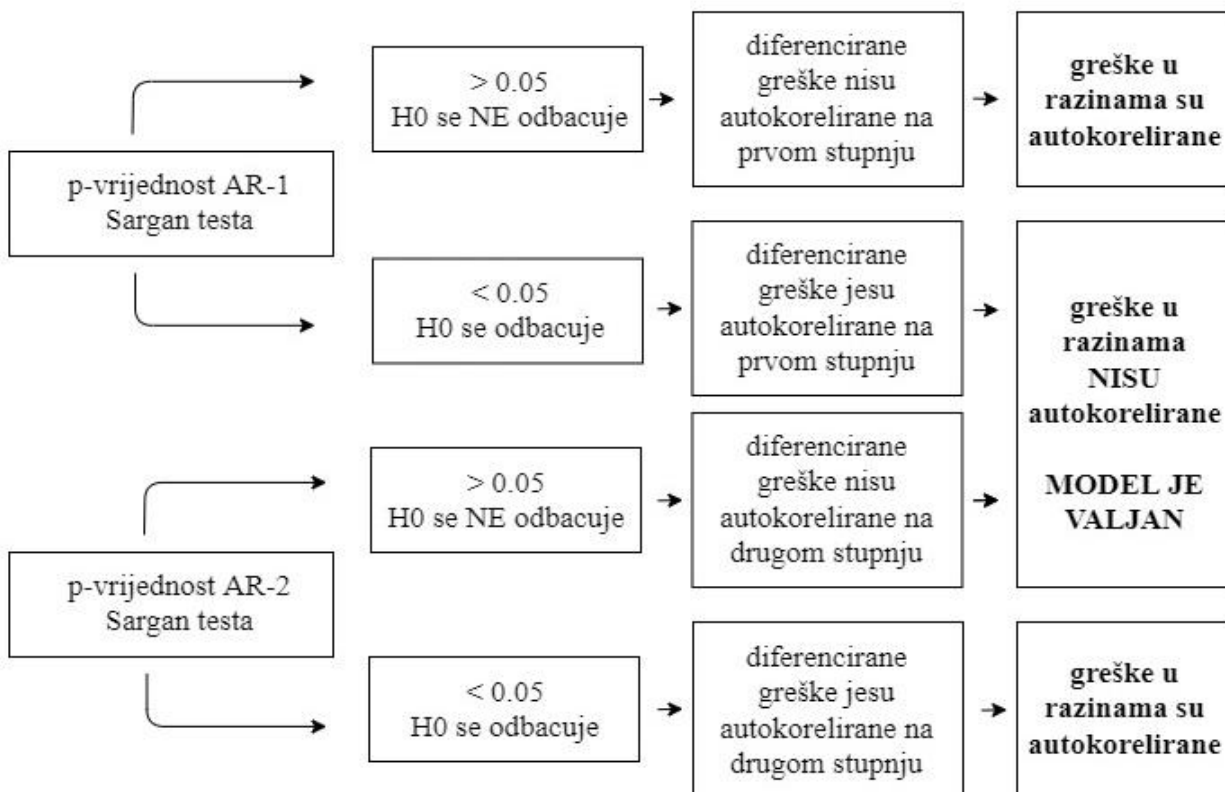 p-vrijednost AR-1
Sargan testa
> 0.05
H0 se NE odbacuje
diferencirane
greške nisu
autokorelirane na
prvom stupnju
greške u
razinama su
autokorelirane
< 0.05
H0 se odbacuje
diferencirane
greške jesu
autokorelirane na
prvom stupnju
greške u
razinama
NISU
autokorelirane
MODEL JE
VALJAN
p-vrijednost AR-2
Sargan testa
> 0.05
H0 se NE odbacuje
diferencirane
greške nisu
autokorelirane na
drugom stupnju
< 0.05
H0 se odbacuje
diferencirane
greške jesu
autokorelirane na
drugom stupnju
greške u
razinama su
autokorelirane